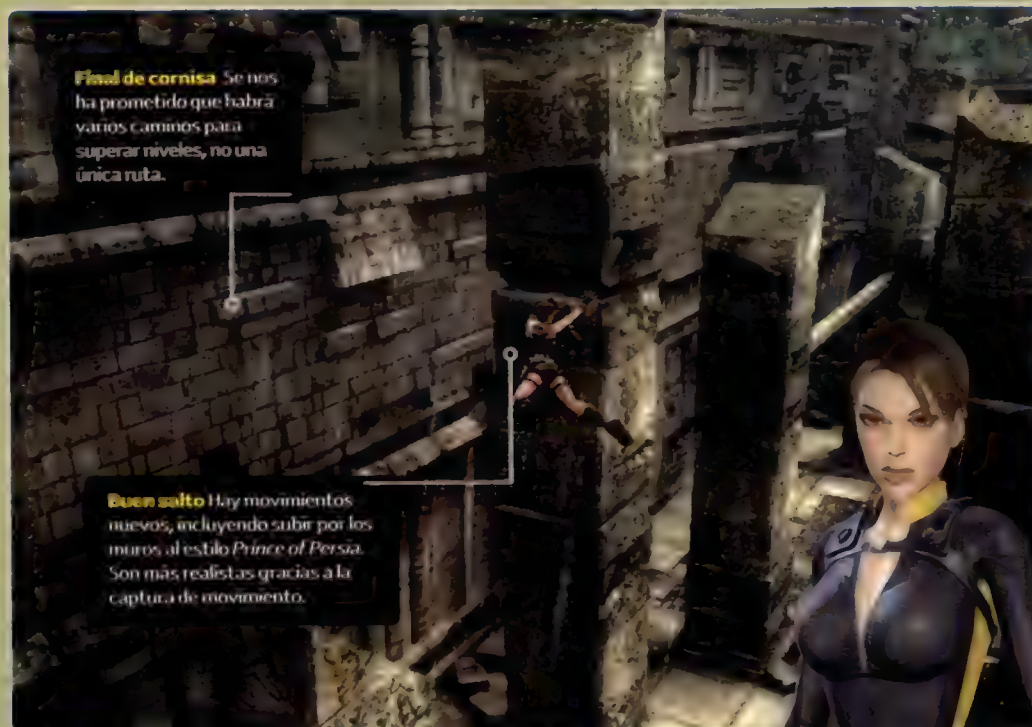 Final de cornisa Se nos
ha prometido que habrá
varios caminos para
superar niveles, no una
única ruta.
Buen salto Hay movimientos
nuevos, incluyendo subir por los
muros al estilo Prince of Persia.
Son más realistas gracias a la
captura de movimiento.